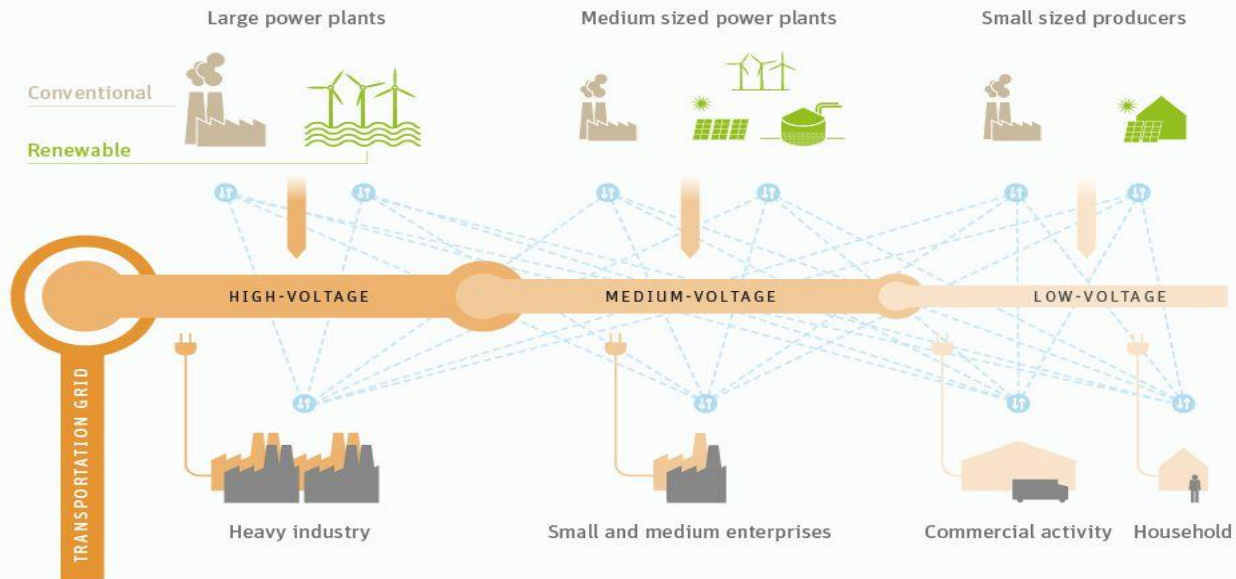 Large power plants
Medium sized power plants
Small sized producers
Conventional
Renewable
HIGH-VOLTAGE
MEDIUM-VOLTAGE
LOW-VOLTAGE
TRANSPORTATION GRID
Heavy industry
Small and medium enterprises
Commercial activity
Household